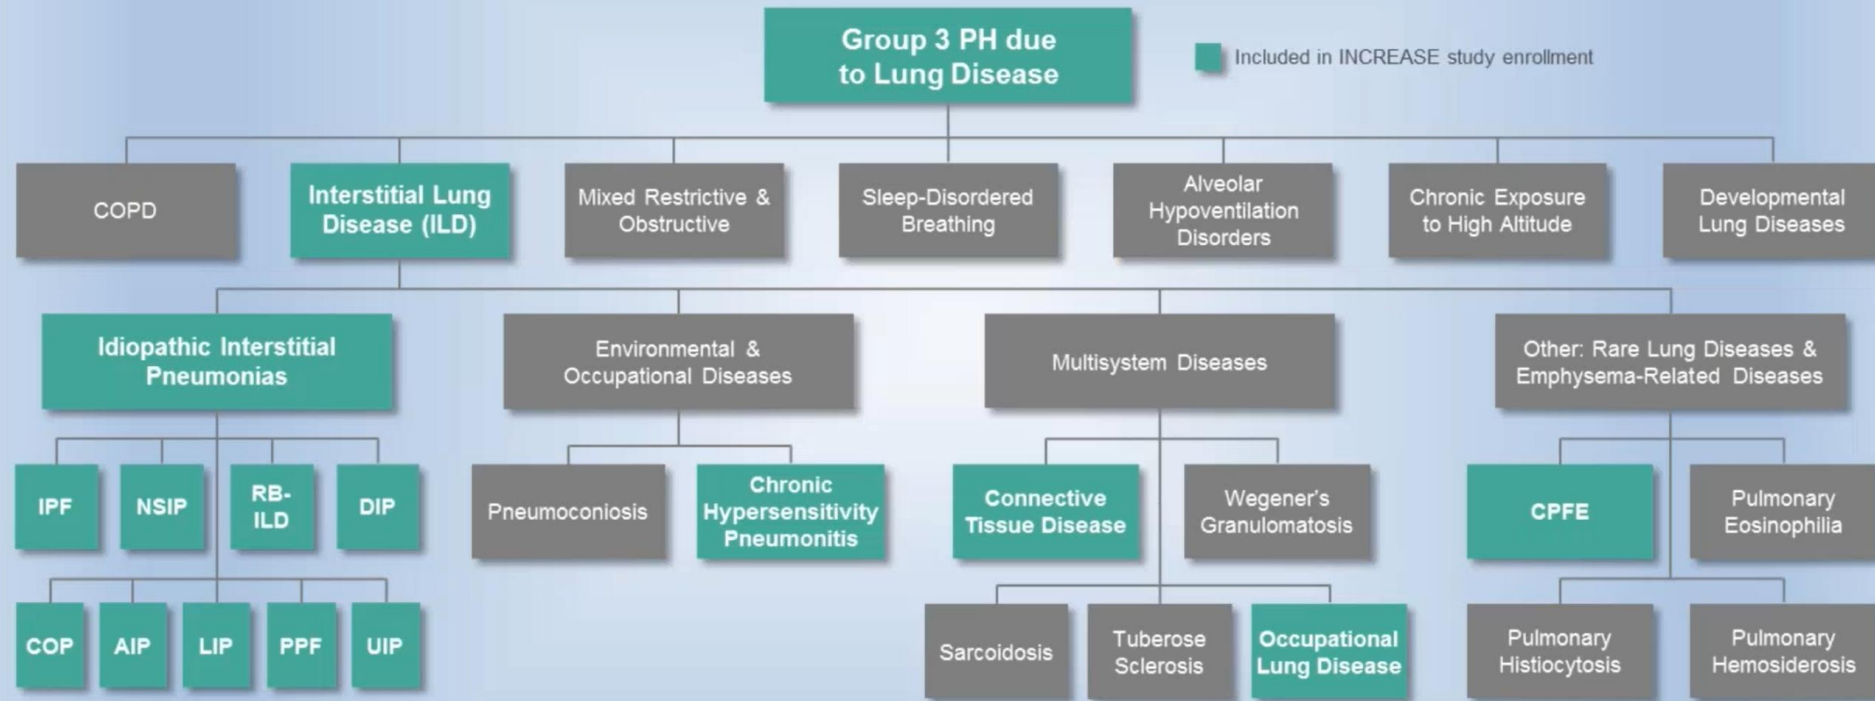 Group 3 PH due
to Lung Disease
Included in INCREASE study enrollment
COPD
Interstitial Lung
Disease (ILD)
Mixed Restrictive &
Obstructive
Sleep-Disordered
Breathing
Alveolar
Hypoventilation
Disorders
Chronic Exposure
to High Altitude
Developmental
Lung Diseases
Idiopathic Interstitial
Pneumonias
Environmental &
Occupational Diseases
Multisystem Diseases
Other: Rare Lung Diseases &
Emphysema-Related Diseases
IPF
NSIP
RB-
ILD
DIP
Pneumoconiosis
Chronic
Hypersensitivity
Pneumonitis
Connective
Tissue Disease
Wegener's
Granulomatosis
CPFE
Pulmonary
Eosinophilia
COP
AIP
LIP
PPF
UIP
Sarcoidosis
Tuberose
Sclerosis
Occupational
Lung Disease
Pulmonary
Histiocytosis
Pulmonary
Hemosiderosis